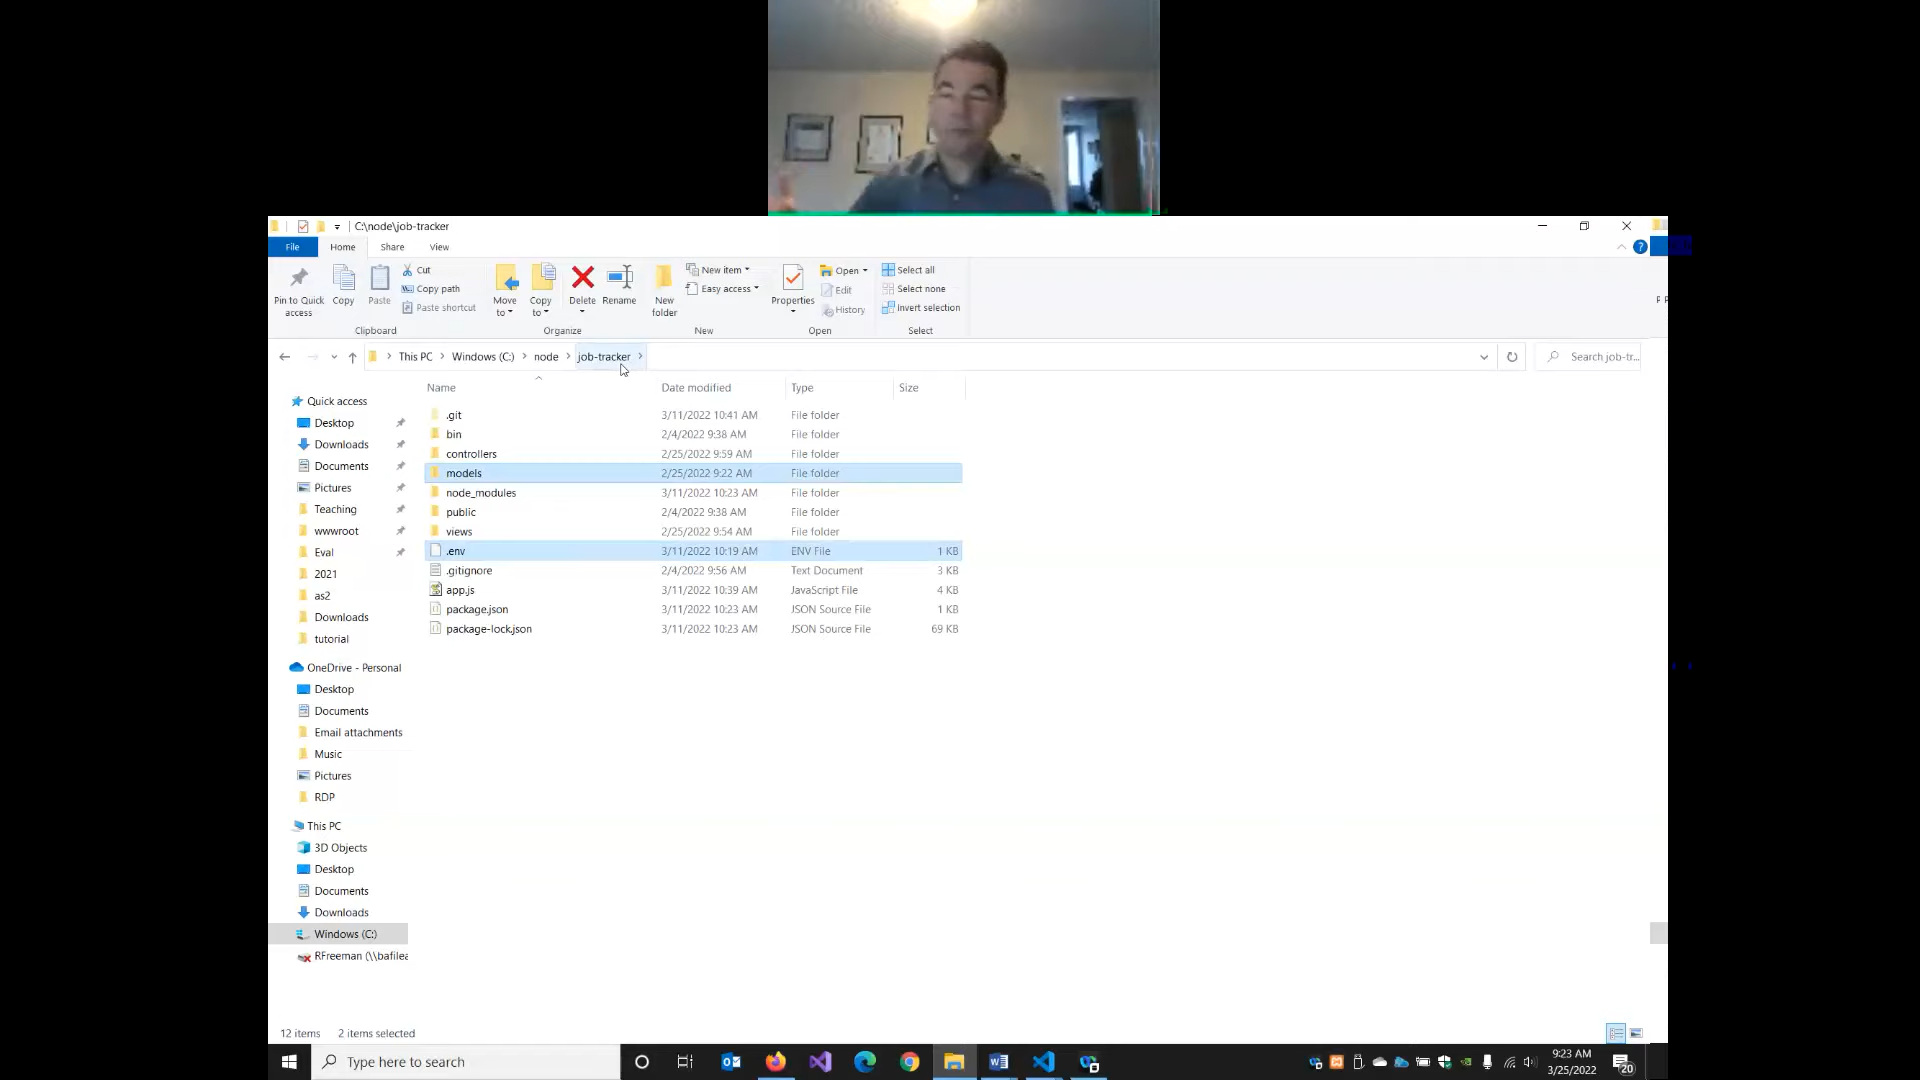 C:\node\job-tracker
File Home Share View
Pin to Quick access
Copy
Paste
Cut
Copy path
Paste shortcut
Clipboard
Move to
Copy to
Delete
Rename
Organize
New folder
New item
Easy access
New
Properties
Open
Edit
History
Open
Select all
Select none
Invert selection
Select
This PC Windows (C:) node job-tracker
Search job-tr...
Name Date modified Type Size
.git 3/11/2022 10:41 AM File folder
bin 2/4/2022 9:38 AM File folder
controllers 2/25/2022 9:59 AM File folder
models 2/25/2022 9:22 AM File folder
node_modules 3/11/2022 10:23 AM File folder
public 2/4/2022 9:38 AM File folder
views 2/25/2022 9:54 AM File folder
.env 3/11/2022 10:19 AM ENV File 1 KB
.gitignore 2/4/2022 9:56 AM Text Document 3 KB
app.js 3/11/2022 10:39 AM JavaScript File 4 KB
package.json 3/11/2022 10:23 AM JSON Source File 1 KB
package-lock.json 3/11/2022 10:23 AM JSON Source File 69 KB
Quick access
Desktop
Downloads
Documents
Pictures
Teaching
wwwroot
Eval
2021
as2
Downloads
tutorial
OneDrive - Personal
Desktop
Documents
Email attachments
Music
Pictures
RDP
This PC
3D Objects
Desktop
Documents
Downloads
Windows (C:)
RFreeman (\\bafilea
12 items 2 items selected
Type here to search
9:23 AM
3/25/2022
20